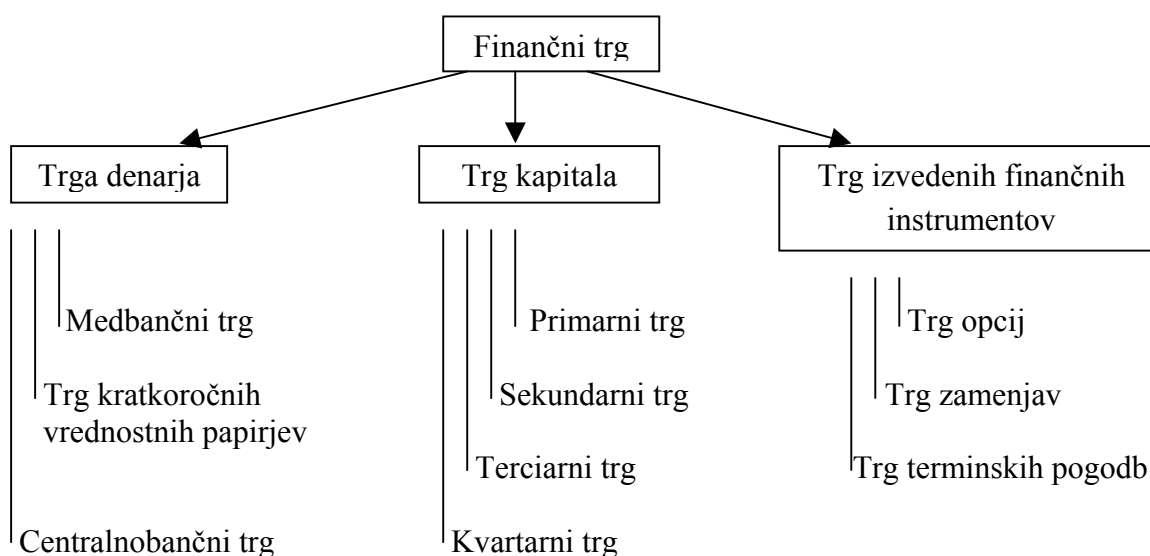 Finančni trg
Trga denarja
Trg kapitala
Trg izvedenih finančnih
instrumentov
Medbančni trg
Trg kratkoročnih
vrednostnih papirjev
Centralnobančni trg
Primarni trg
Sekundarni trg
Terciarni trg
Kvartarni trg
Trg opcij
Trg zamenjav
Trg terminskih pogodb